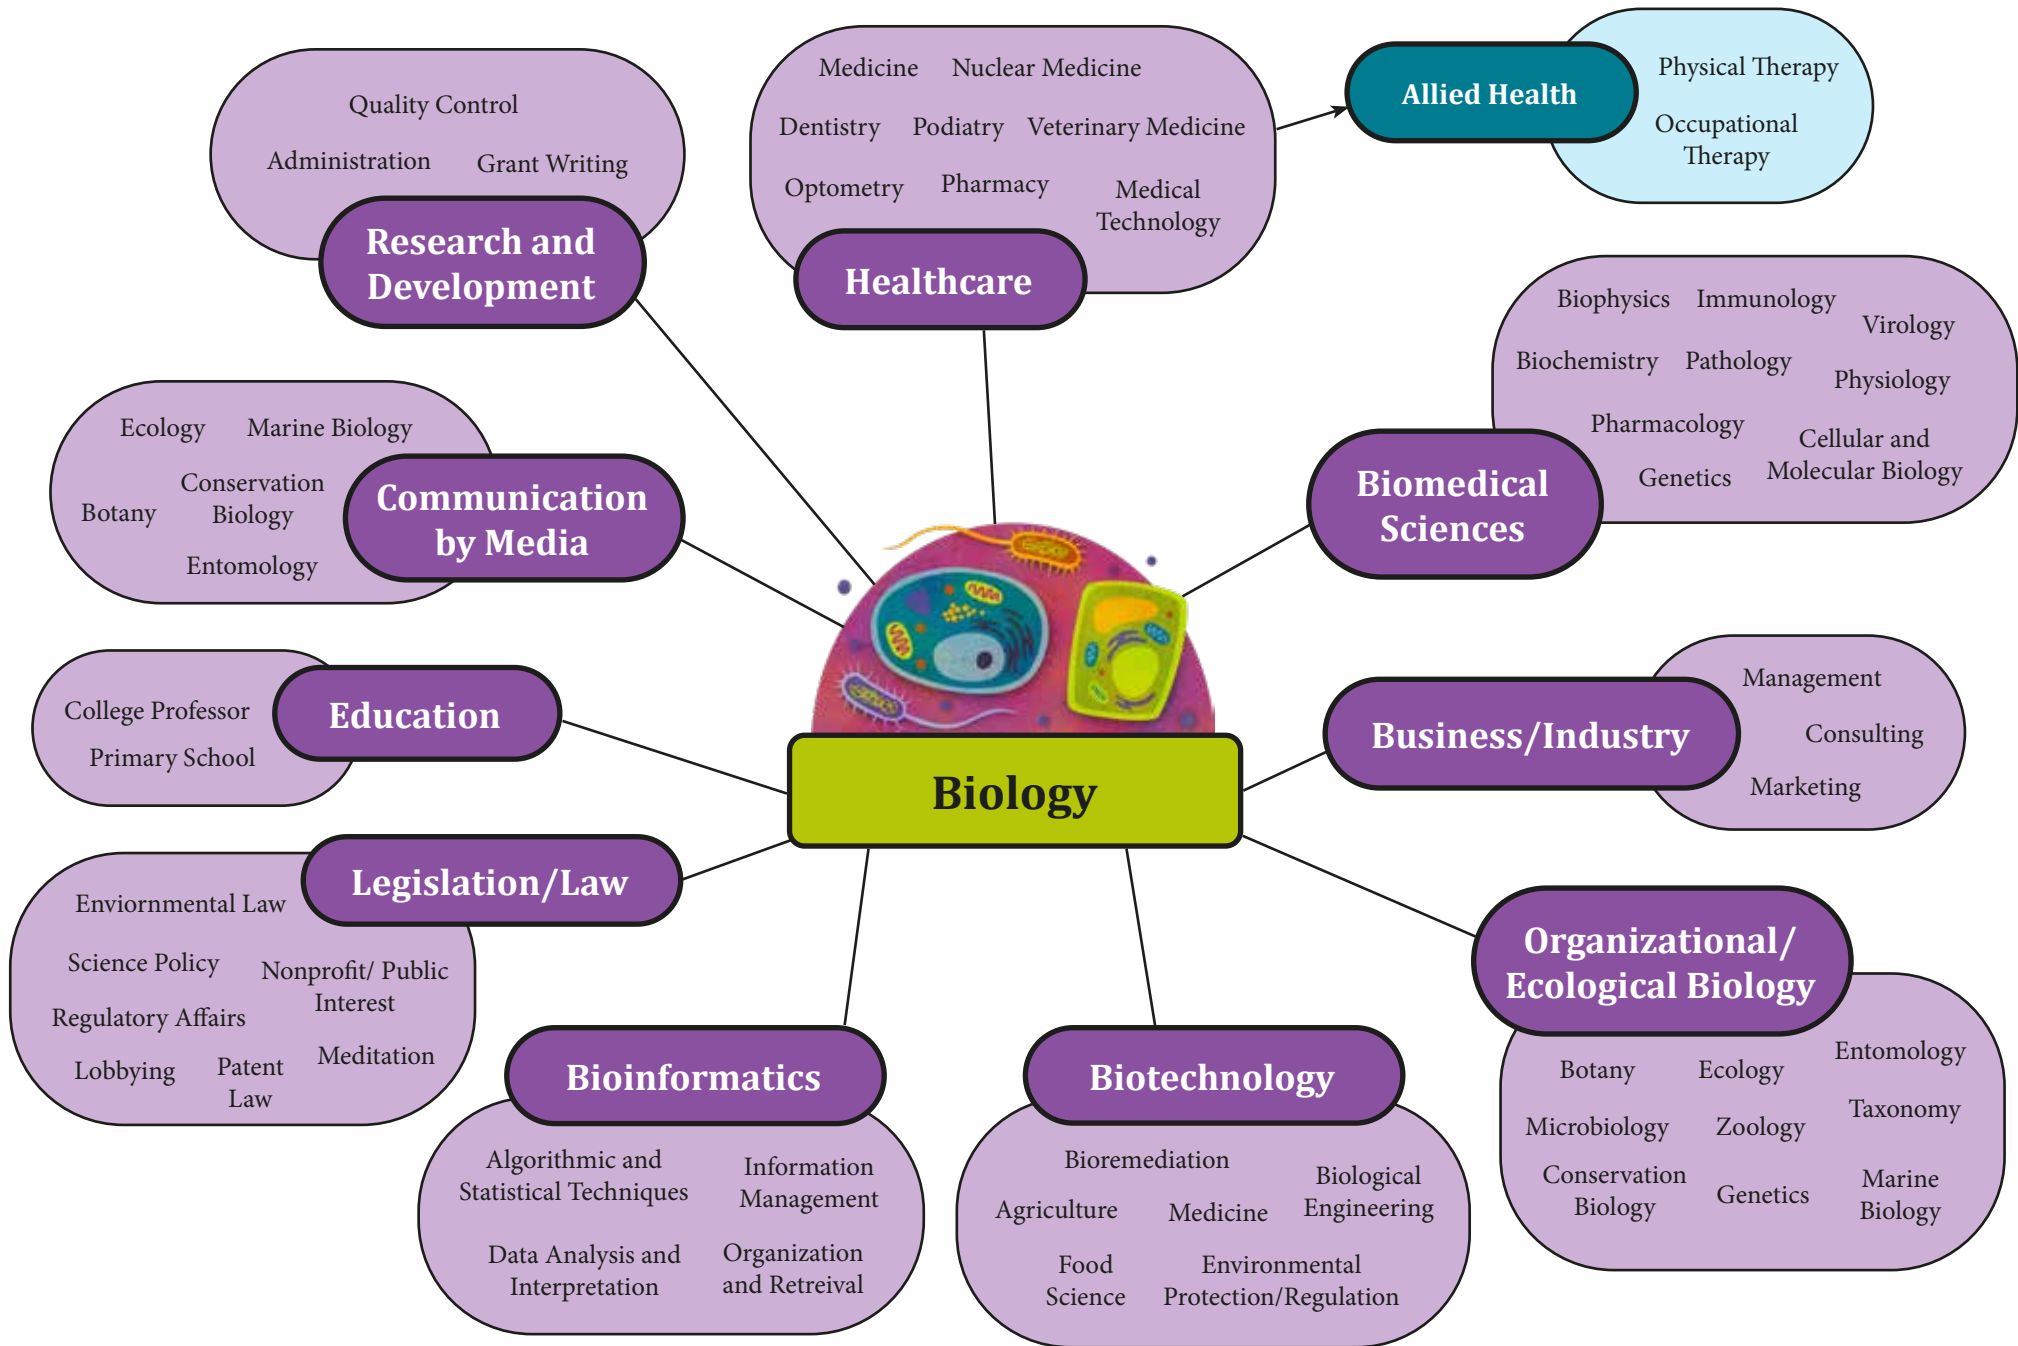 Quality Control
Administration
Grant Writing
Research and
Development
Medicine
Nuclear Medicine
Dentistry
Podiatry
Veterinary Medicine
Optometry
Pharmacy
Medical
Technology
Healthcare
Allied Health
Physical Therapy
Occupational
Therapy
Biophysics
Immunology
Virology
Biochemistry
Pathology
Physiology
Pharmacology
Cellular and
Molecular Biology
Genetics
Biomedical
Sciences
Ecology
Marine Biology
Conservation
Biology
Botany
Entomology
Communication
by Media
College Professor
Primary School
Education
Biology
Management
Consulting
Marketing
Business/Industry
Legislation/Law
Enviornmental Law
Science Policy
Nonprofit/ Public
Interest
Regulatory Affairs
Lobbying
Patent
Law
Meditation
Bioinformatics
Algorithmic and
Statistical Techniques
Information
Management
Data Analysis and
Interpretation
Organization
and Retreival
Biotechnology
Bioremediation
Biological
Engineering
Agriculture
Medicine
Food
Science
Environmental
Protection/Regulation
Organizational/
Ecological Biology
Botany
Ecology
Entomology
Microbiology
Zoology
Taxonomy
Conservation
Biology
Genetics
Marine
Biology